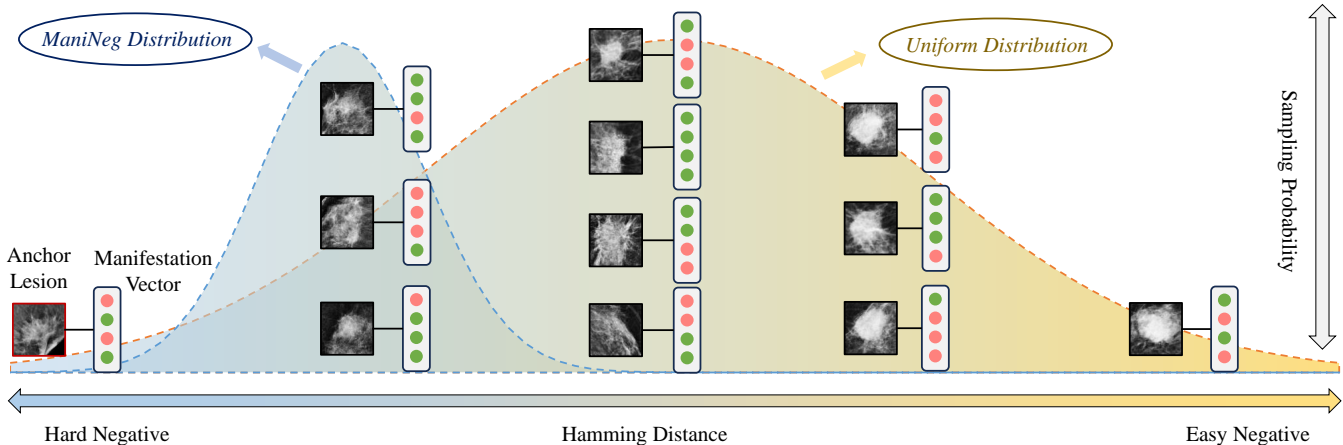 ManiNeg Distribution
Uniform Distribution
Sampling Probability
Anchor
Lesion
Manifestation
Vector
Hard Negative
Hamming Distance
Easy Negative